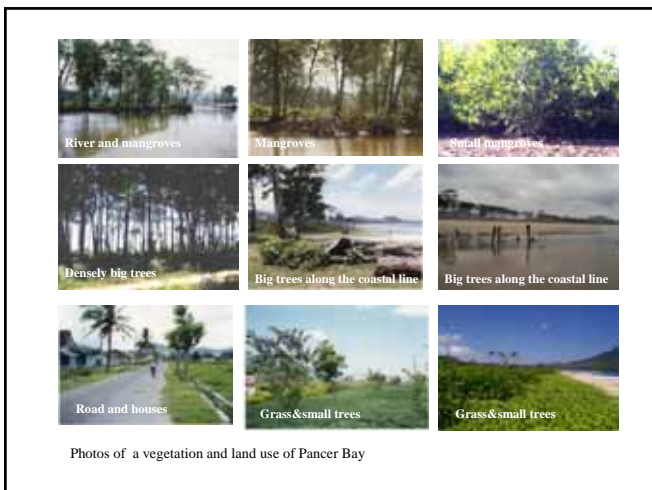 River and mangroves
Mangroves
Small mangroves
Densely big trees
Big trees along the coastal line
Big trees along the coastal line
Road and houses
Grass&small trees
Grass&small trees
Photos of a vegetation and land use of Pancer Bay